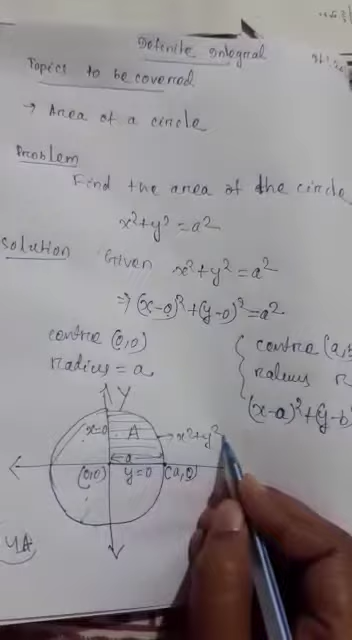 Definite Integral
Topics to be covered
→ Area of a circle
Problem
Find the area of the circle
x²+y² = a²
Solution Given x²+y² = a²
⇒ (x-0)²+(y-0)² = a²
centre (0,0)
radius = a
centre (a,b
radius
(x-a)²+(y-b)
Y
x=0
A
→ x²+y²
a
(0,0) y=0 (a,0)
4A